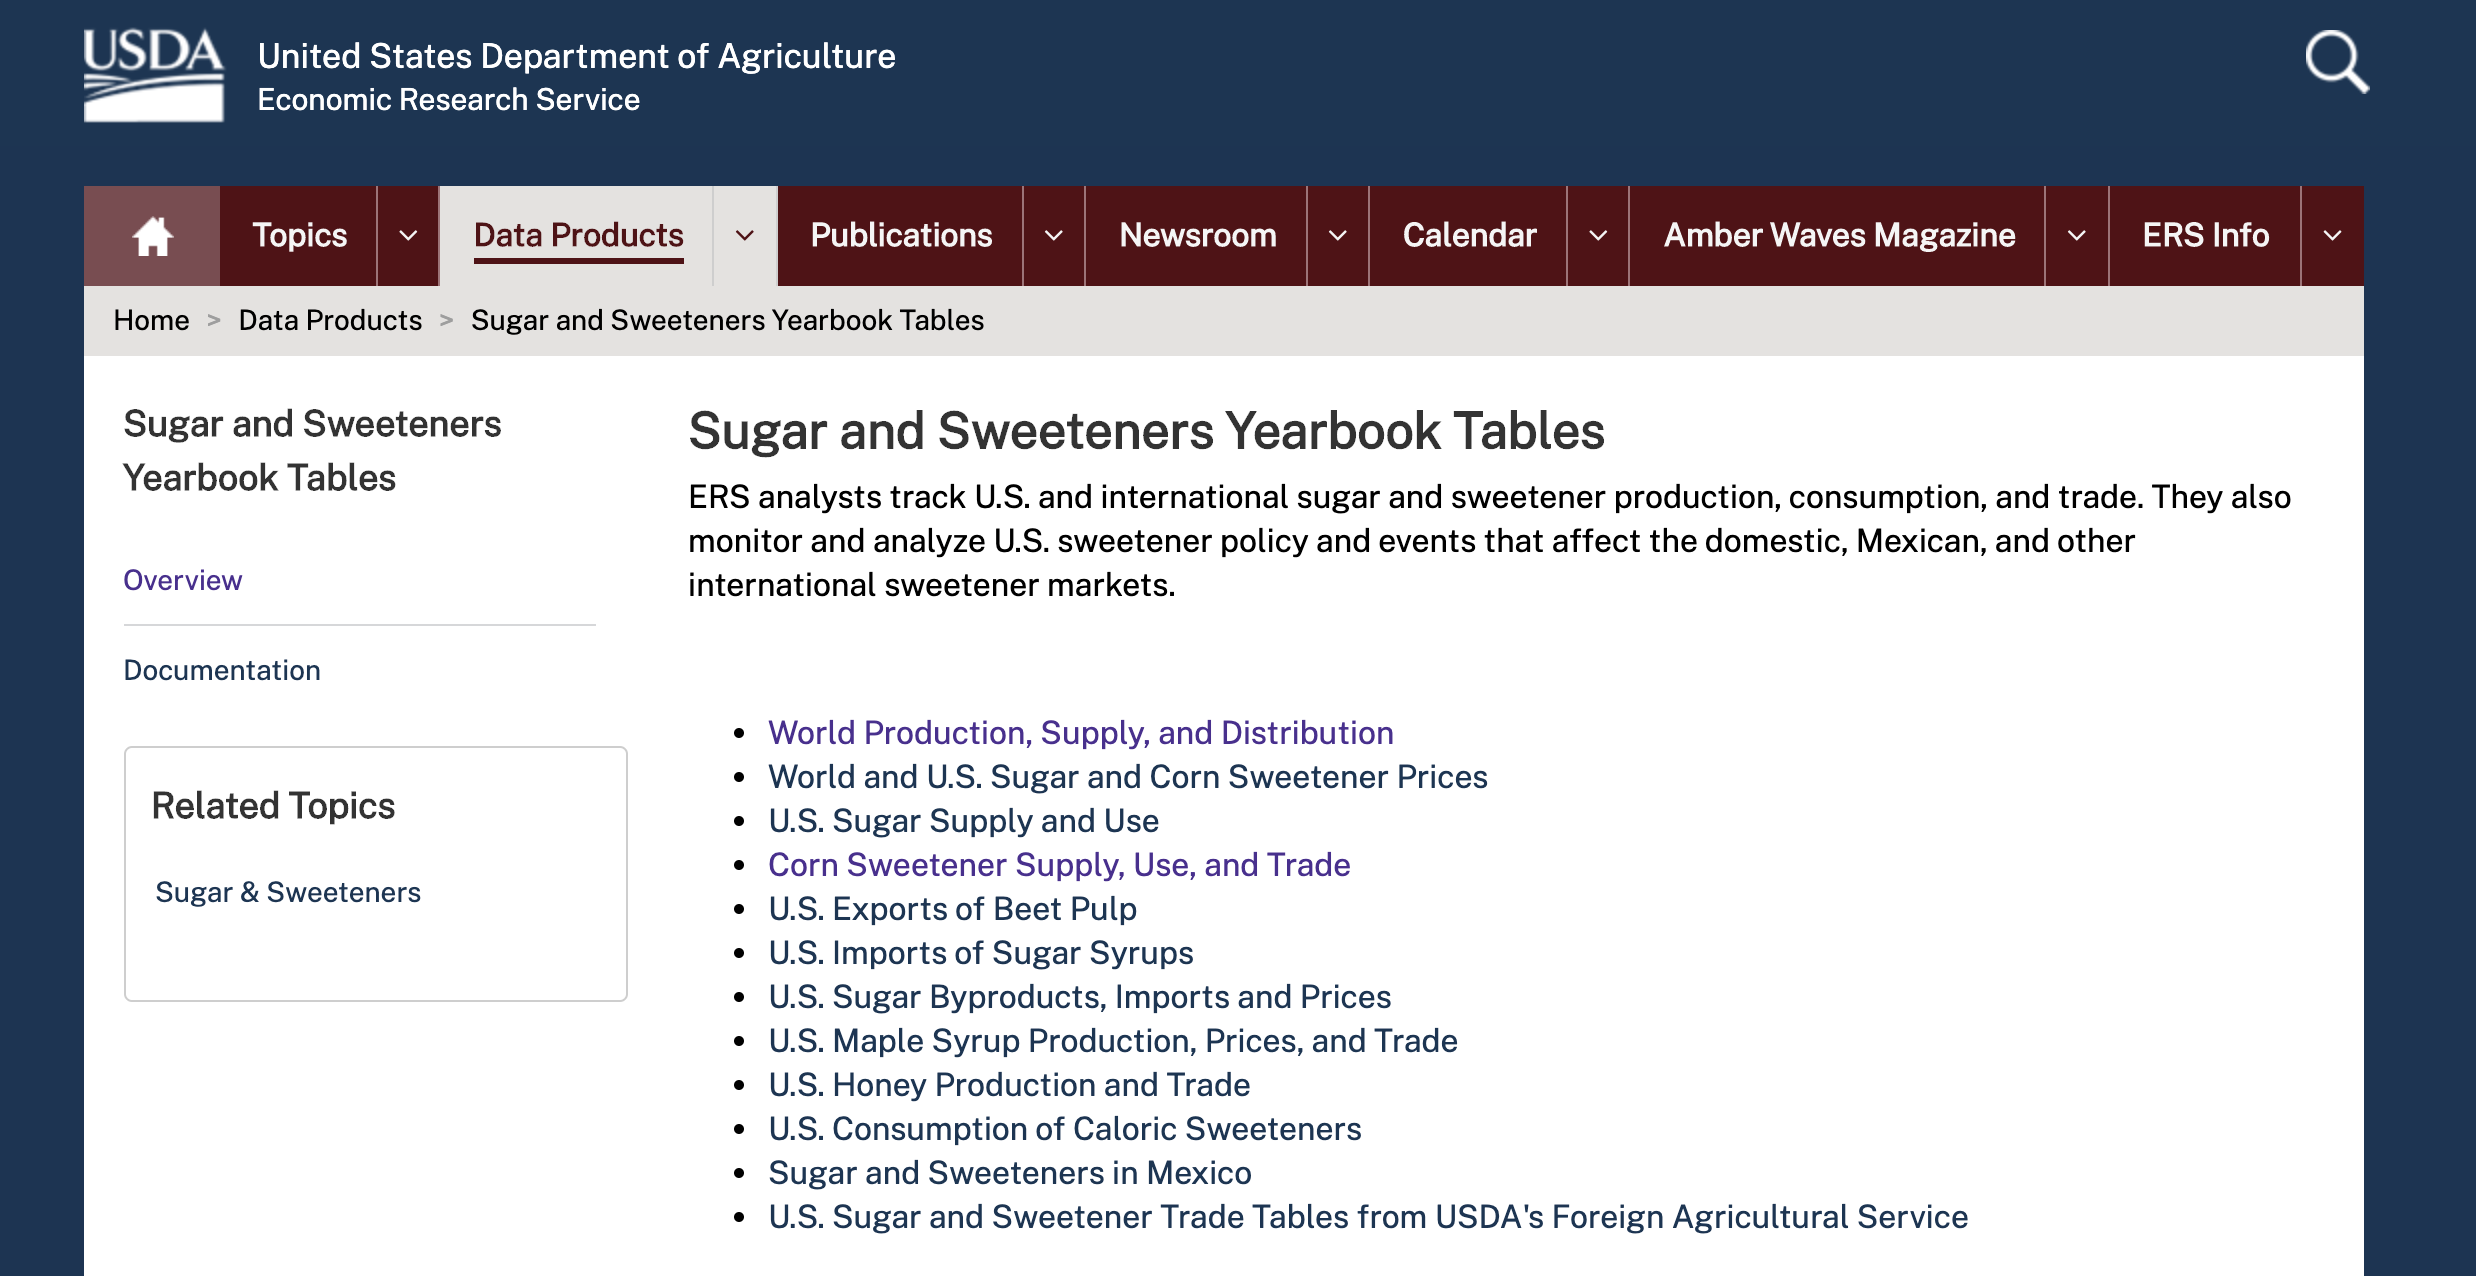 USDA
United States Department of Agriculture
Economic Research Service
Topics
Data Products
Publications
Newsroom
Calendar
Amber Waves Magazine
ERS Info
Home > Data Products > Sugar and Sweeteners Yearbook Tables
Sugar and Sweeteners
Yearbook Tables
Overview
Documentation
Related Topics
Sugar & Sweeteners
Sugar and Sweeteners Yearbook Tables
ERS analysts track U.S. and international sugar and sweetener production, consumption, and trade. They also
monitor and analyze U.S. sweetener policy and events that affect the domestic, Mexican, and other
international sweetener markets.
• World Production, Supply, and Distribution
• World and U.S. Sugar and Corn Sweetener Prices
• U.S. Sugar Supply and Use
• Corn Sweetener Supply, Use, and Trade
• U.S. Exports of Beet Pulp
• U.S. Imports of Sugar Syrups
• U.S. Sugar Byproducts, Imports and Prices
• U.S. Maple Syrup Production, Prices, and Trade
• U.S. Honey Production and Trade
• U.S. Consumption of Caloric Sweeteners
• Sugar and Sweeteners in Mexico
• U.S. Sugar and Sweetener Trade Tables from USDA's Foreign Agricultural Service